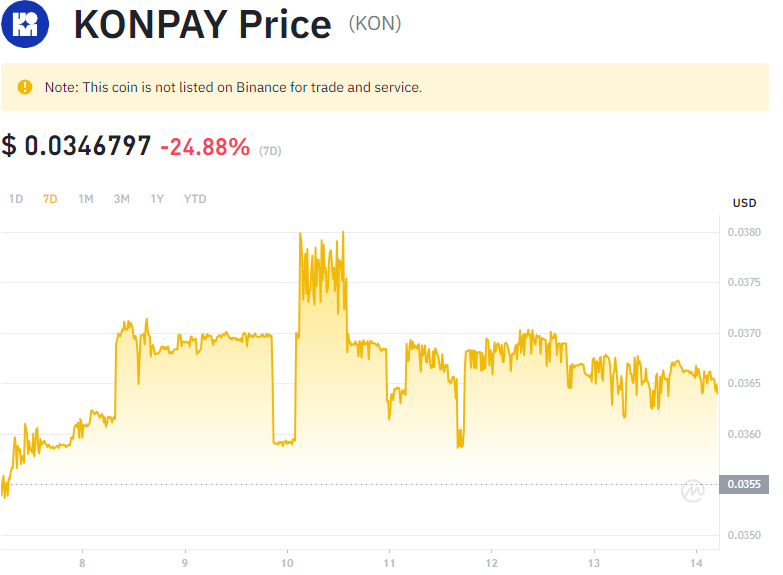 KONPAY Price (KON)
Note: This coin is not listed on Binance for trade and service.
$ 0.0346797 -24.88% (7D)
1D 7D 1M 3M 1Y YTD
USD
0.0380
0.0375
0.0370
0.0365
0.0360
0.0355
0.0350
8 9 10 11 12 13 14